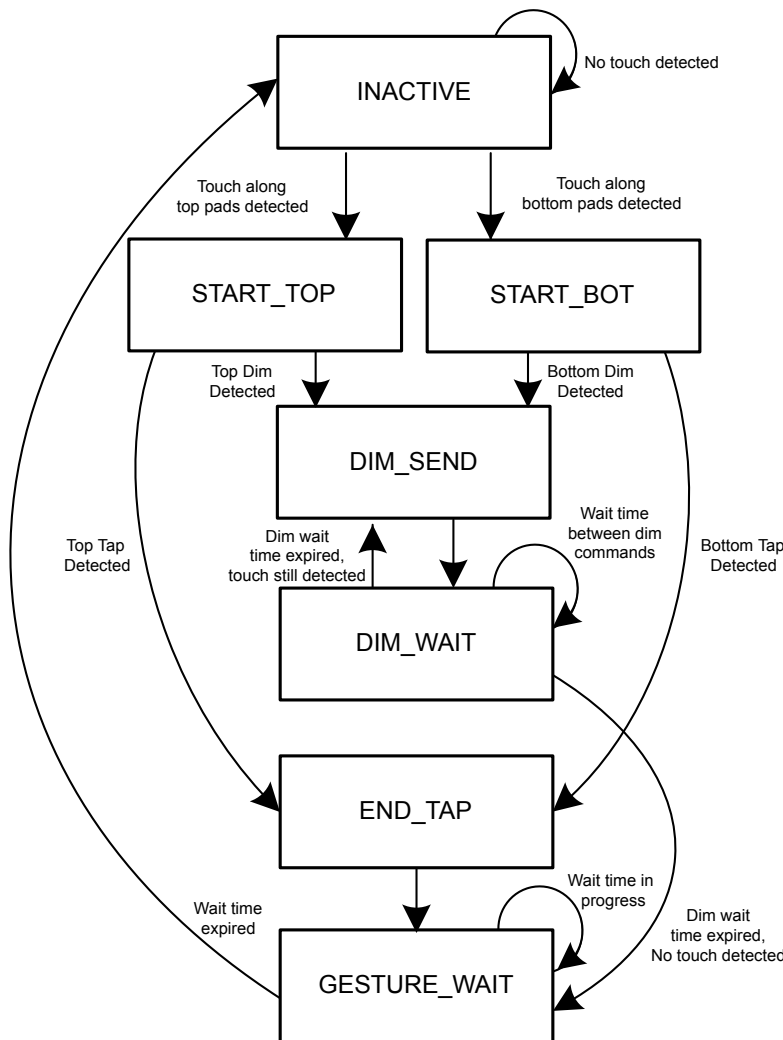 No touch detected
INACTIVE
Touch along
top pads detected
Touch along
bottom pads detected
START_TOP
START_BOT
Top Dim
Detected
Bottom Dim
Detected
DIM_SEND
Dim wait
time expired,
touch still detected
Wait time
between dim
commands
Top Tap
Detected
Bottom Tap
Detected
DIM_WAIT
END_TAP
Wait time
expired
Wait time in
progress
Dim wait
time expired,
No touch detected
GESTURE_WAIT